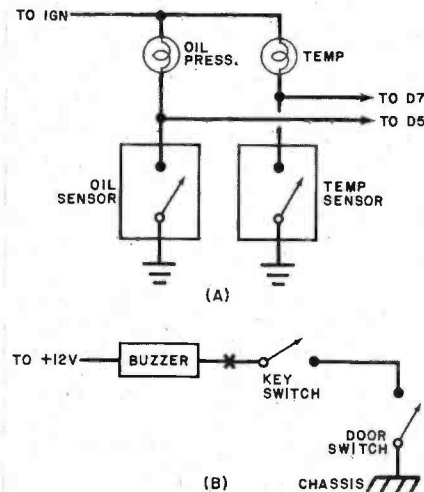 TO IGN
OIL
PRESS.
TEMP
TO D7
TO D5
OIL
SENSOR
TEMP
SENSOR
(A)
TO +12V
BUZZER
KEY
SWITCH
DOOR
SWITCH
(B)
CHASSIS